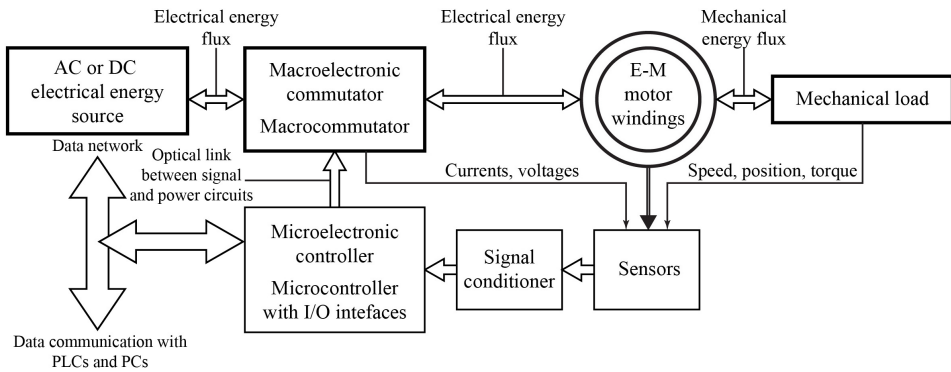 Electrical energy
flux
Electrical energy
flux
Mechanical
energy flux
AC or DC
electrical energy
source
Macroelectronic
commutator
Macrocommutator
E-M
motor
windings
Mechanical load
Data network
Optical link
between signal
and power circuits
Currents, voltages
Speed, position, torque
Microelectronic
controller
Microcontroller
with I/O intefaces
Signal
conditioner
Sensors
Data communication with
PLCs and PCs